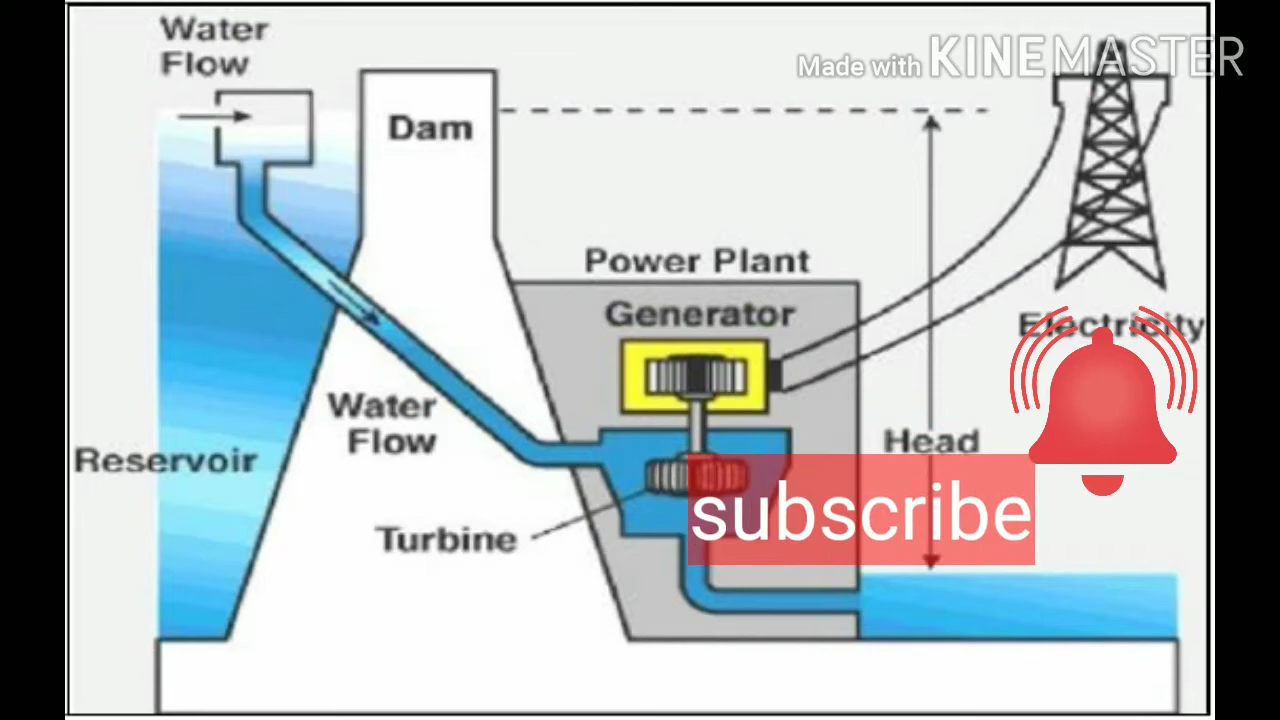 Water
Flow
Made with KINEMASTER
Dam
Power Plant
Generator
Electricity
Water
Flow
Head
Reservoir
subscribe
Turbine